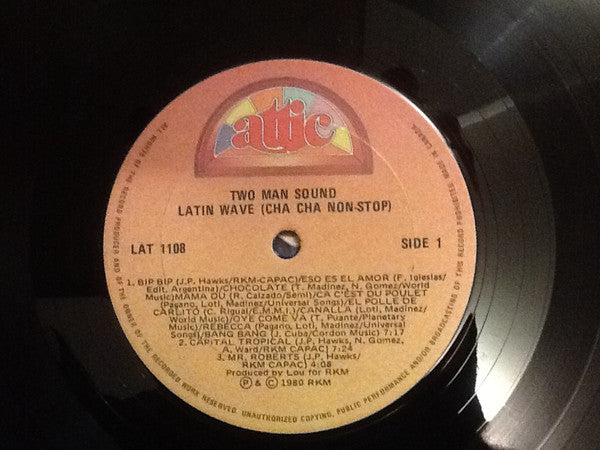 attic
TWO MAN SOUND
LATIN WAVE (CHA CHA NON-STOP)
LAT 1108
SIDE 1
1. BIP BIP (J.P. Hawks/RKM-CAPAC)/ESO ES EL AMOR (F. Iglesias/
Edit. Argentina)/CHOCOLATE (T. Madinez, N. Gomez/World
Music)MAMA OU (R. Calzado/Semi)/CA C'EST DU POULET
(Pagano, Loti, Madinez/Universal Songs)/EL POLLE DE
CARLITO (C. Rigual/E.M.M.I.)/CANALLA (Loti, Madinez/
World Music)/OYE COME VA (T. Puente/Planetary
Music)/REBECCA (Pagano, Loti, Madinez/Universal
Songs)/BANG BANG (J. Cuba/Cordon Music) 7:17
2. CAPITAL TROPICAL (J.P. Hawks, N. Gomez,
A. Ward/RKM CAPAC) 7:24
3. MR. ROBERTS (J.P. Hawks/
RKM CAPAC) 4:08
Produced by Lou for RKM
℗ & © 1980 RKM
ALL RIGHTS OF THE RECORD PRODUCER AND OF THE OWNER OF THE RECORDED WORK RESERVED. UNAUTHORIZED COPYING, PUBLIC PERFORMANCE AND/OR BROADCASTING OF THIS RECORD PROHIBITED MADE IN CANADA